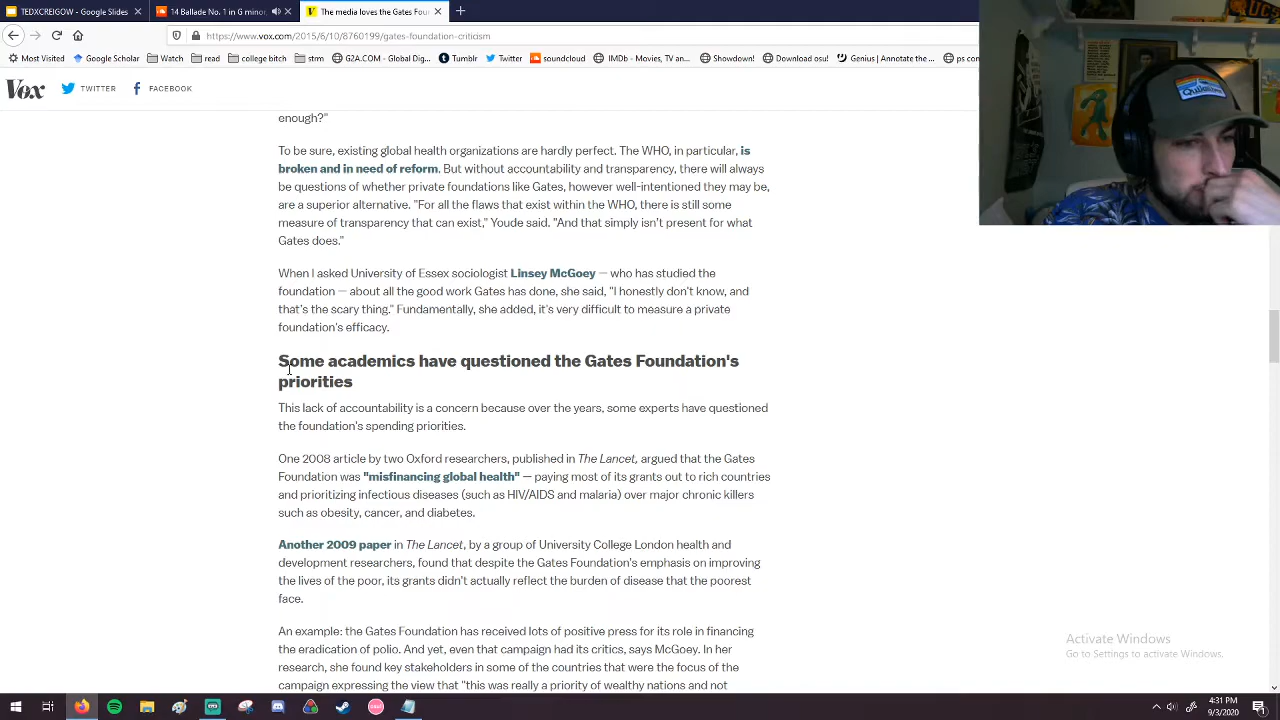 TEDXCREIGOV - Google Slides
14 Ballade No. 1 in G minor,
The media loves the Gates Foun
https://www.vox.com/2015/6/10/8760199/gates-foundation-criticism
Most Visited
Google Scholar
Watch
read
college bitch
strm
G2A.COM | Global Dig...
Tumblr
Twitter
soundcloud
IMDb - Movies, TV an...
Showdown!
Download osu!
Genius | Annotate the...
ps con
Vox
TWITTER
FACEBOOK
enough?"
To be sure, existing global health organizations are hardly perfect. The WHO, in particular, is
broken and in need of reform. But without accountability and transparency, there will always
be questions of whether private foundations like Gates, however well-intentioned they may be,
are a superior alternative. "For all the flaws that exist within the WHO, there is still some
measure of transparency that can exist," Youde said. "And that simply isn't present for what
Gates does."
When I asked University of Essex sociologist Linsey McGoey — who has studied the
foundation — about all the good work Gates has done, she said, "I honestly don't know, and
that's the scary thing." Fundamentally, she added, it's very difficult to measure a private
foundation's efficacy.
Some academics have questioned the Gates Foundation's
priorities
This lack of accountability is a concern because over the years, some experts have questioned
the foundation's spending priorities.
One 2008 article by two Oxford researchers, published in The Lancet, argued that the Gates
Foundation was "misfinancing global health" — paying most of its grants out to rich countries
and prioritizing infectious diseases (such as HIV/AIDS and malaria) over major chronic killers
such as obesity, cancer, and diabetes.
Another 2009 paper in The Lancet, by a group of University College London health and
development researchers, found that despite the Gates Foundation's emphasis on improving
the lives of the poor, its grants didn't actually reflect the burden of disease that the poorest
face.
An example: the Gates Foundation has received lots of positive press for its role in financing
the eradication of polio. And yet, even that campaign had its critics, says McGoey. In her
research, she found key stakeholders in some of the countries that were the focus of the
campaign expressing the view that "this was really a priority of wealthy nations and not
Activate Windows
Go to Settings to activate Windows.
4:31 PM
9/3/2020